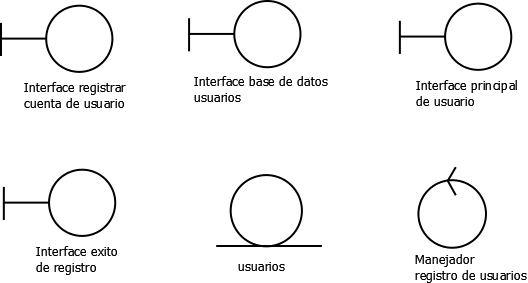 Interface registrar
cuenta de usuario
Interface base de datos
usuarios
Interface principal
de usuario
Interface exito
de registro
usuarios
Manejador
registro de usuarios